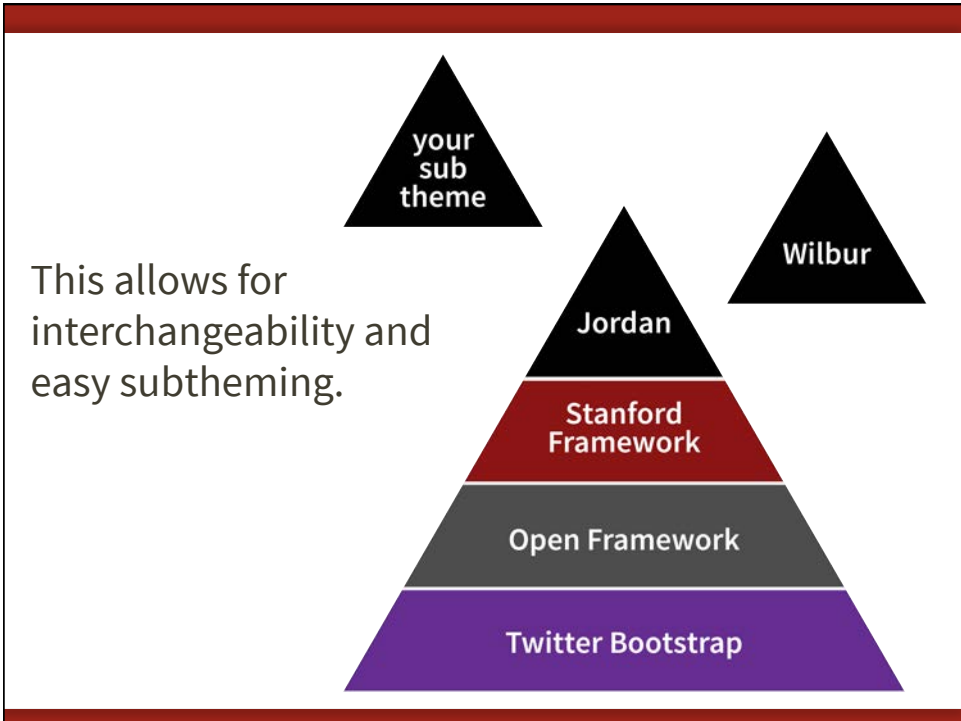 your
sub
theme
Wilbur
This allows for
interchangeability and
easy subtheming.
Jordan
Stanford
Framework
Open Framework
Twitter Bootstrap